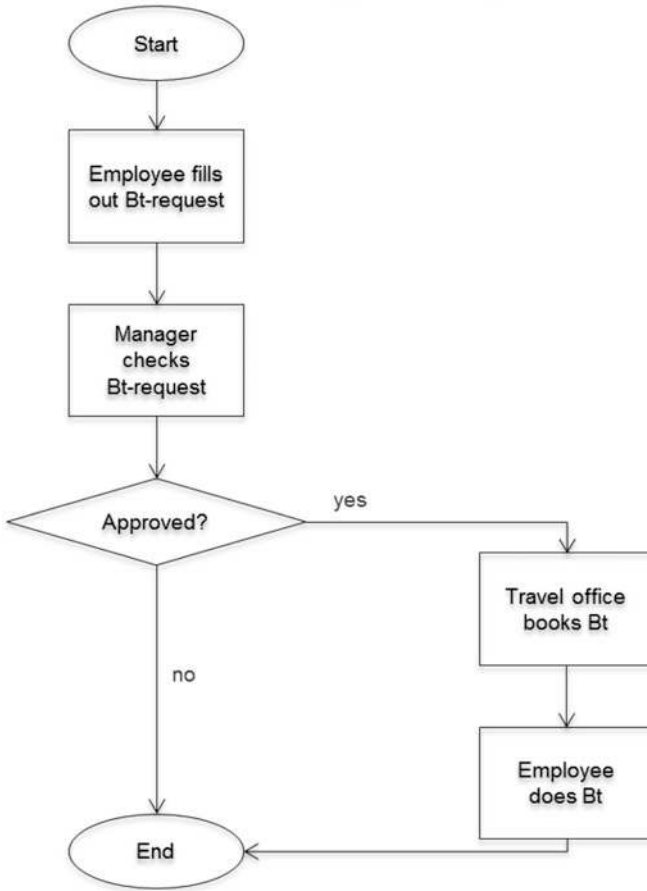 Start
Employee fills
out Bt-request
Manager
checks
Bt-request
Approved?
yes
Travel office
books Bt
no
Employee
does Bt
End